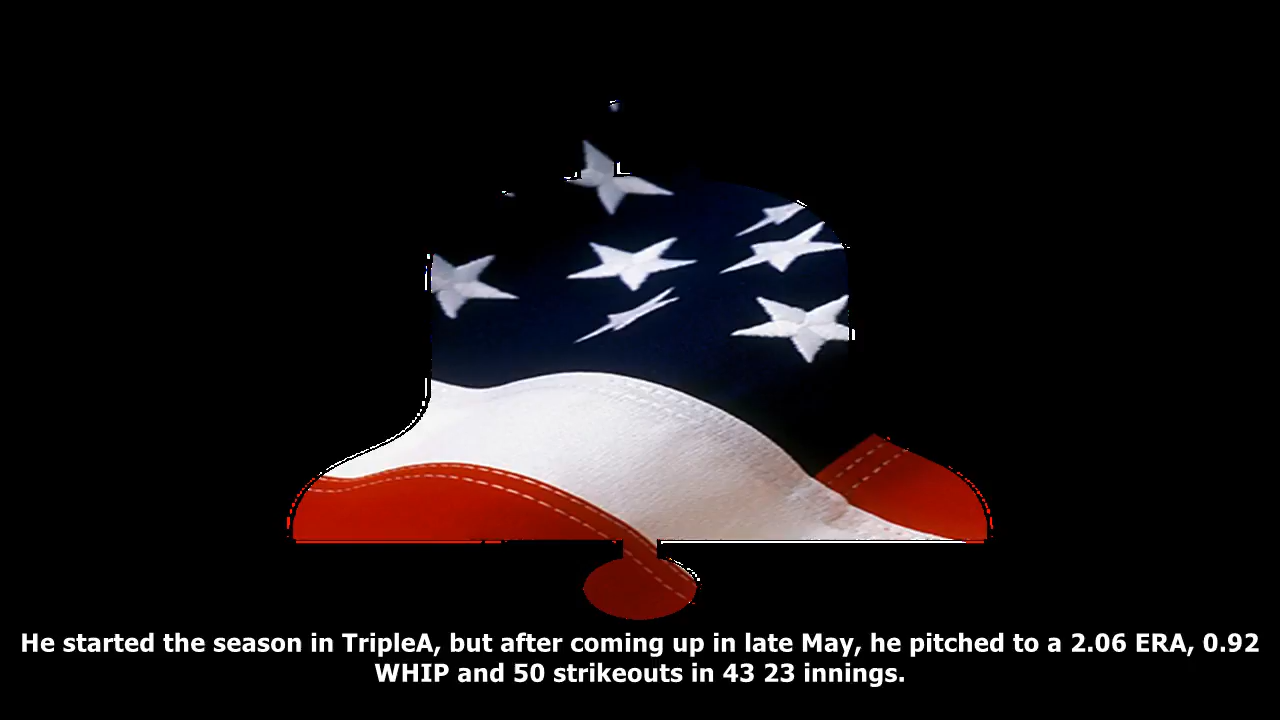 He started the season in TripleA, but after coming up in late May, he pitched to a 2.06 ERA, 0.92
WHIP and 50 strikeouts in 43 23 innings.